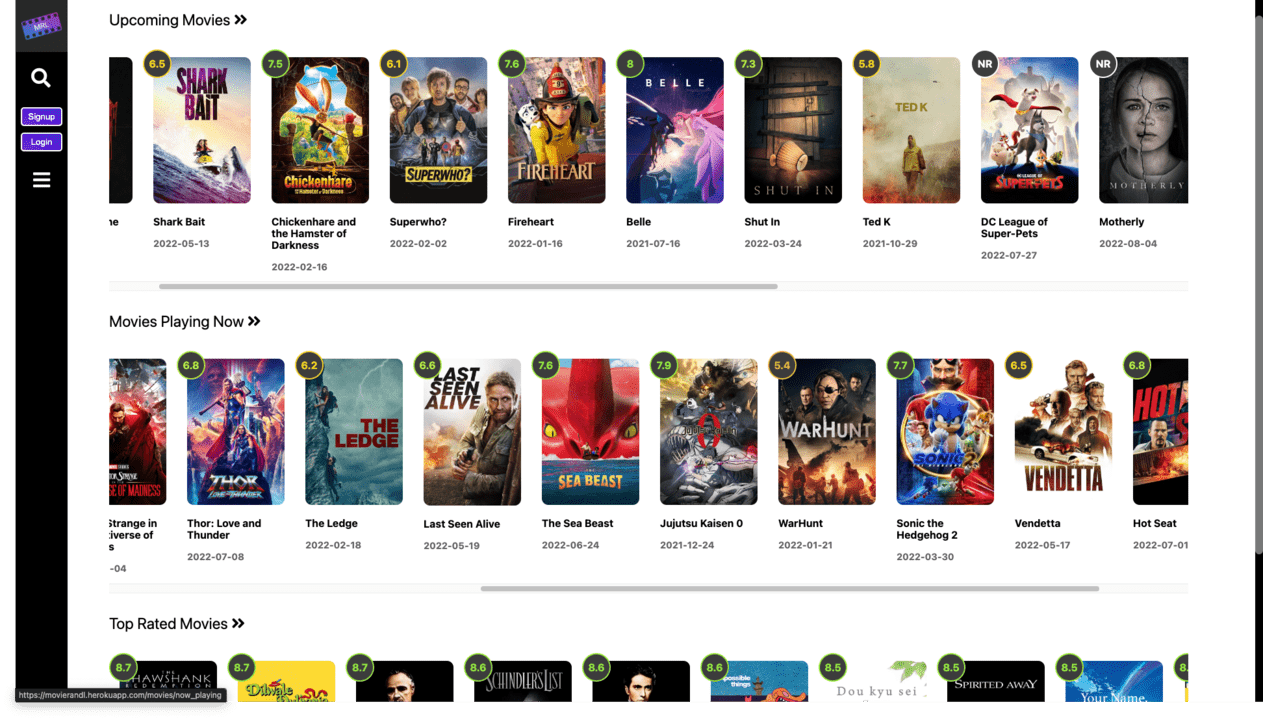 MRL
Signup
Login
Upcoming Movies
6.5
7.5
6.1
7.6
8
7.3
5.8
NR
NR
SHARK
BAIT
Chickenhare
SUPERWHO?
FIREHEART
BELLE
SHUT IN
TED K
SUPER-PETS
MOTHERLY
ne
Shark Bait
2022-05-13
Chickenhare and
the Hamster of
Darkness
2022-02-16
Superwho?
2022-02-02
Fireheart
2022-01-16
Belle
2021-07-16
Shut In
2022-03-24
Ted K
2021-10-29
DC League of
Super-Pets
2022-07-27
Motherly
2022-08-04
Movies Playing Now
6.8
6.2
6.6
7.6
7.9
5.4
7.7
6.5
6.8
OF MADNESS
THOR
LOVE AND THUNDER
THE
LEDGE
LAST
SEEN
ALIVE
SEA BEAST
JUJUTSU KAISEN
0
WARHUNT
SONIC
VENDETTA
HOT
Strange in
iverse of
s
-04
Thor: Love and
Thunder
2022-07-08
The Ledge
2022-02-18
Last Seen Alive
2022-05-19
The Sea Beast
2022-06-24
Jujutsu Kaisen 0
2021-12-24
WarHunt
2022-01-21
Sonic the
Hedgehog 2
2022-03-30
Vendetta
2022-05-17
Hot Seat
2022-07-01
Top Rated Movies
8.7
8.7
8.7
8.6
8.6
8.6
8.5
8.5
8.5
8.
SHAWSHANK
REDEMPTION
Dilwale
SCHINDLER'S LIST
possible
things
Dou kyu sei
SPIRITED AWAY
Your Name.
https://movierandl.herokuapp.com/movies/now_playing